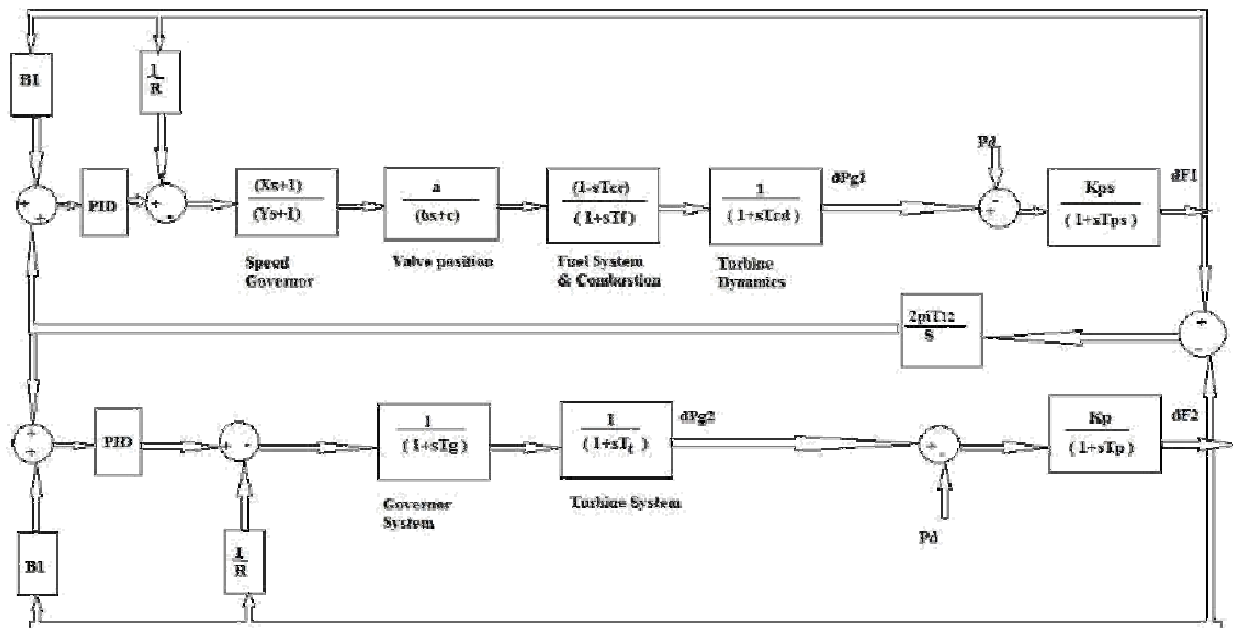 B1
1
R
PID
(Xs+1)
(Ys+1)
Speed
Governor
a
(bs+c)
Valve position
(1-sTcr)
(1+sTf)
Fuel System
& Combustion
1
(1+sTcd)
Turbine
Dynamics
dPg1
Pd
Kps
(1+sTps)
dF1
2piT12
S
PID
1
(1+sTg)
Governor
System
1
(1+sTt)
Turbine System
dPg2
Pd
Kp
(1+sTp)
dF2
B1
1
R